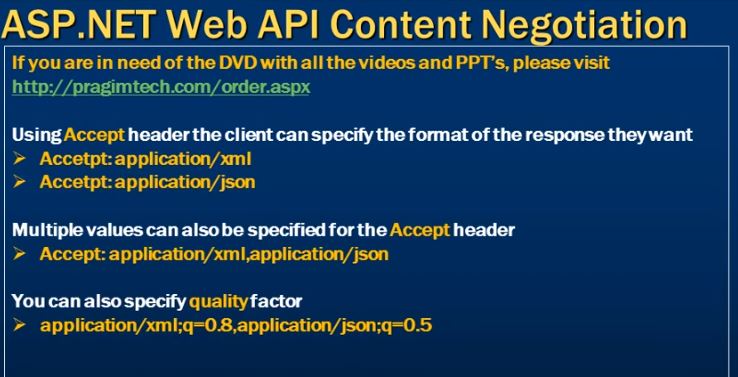 ASP.NET Web API Content Negotiation
If you are in need of the DVD with all the videos and PPT's, please visit
http://pragimtech.com/order.aspx
Using Accept header the client can specify the format of the response they want
➢ Accetpt: application/xml
➢ Accetpt: application/json
Multiple values can also be specified for the Accept header
➢ Accept: application/xml,application/json
You can also specify quality factor
➢ application/xml;q=0.8,application/json;q=0.5